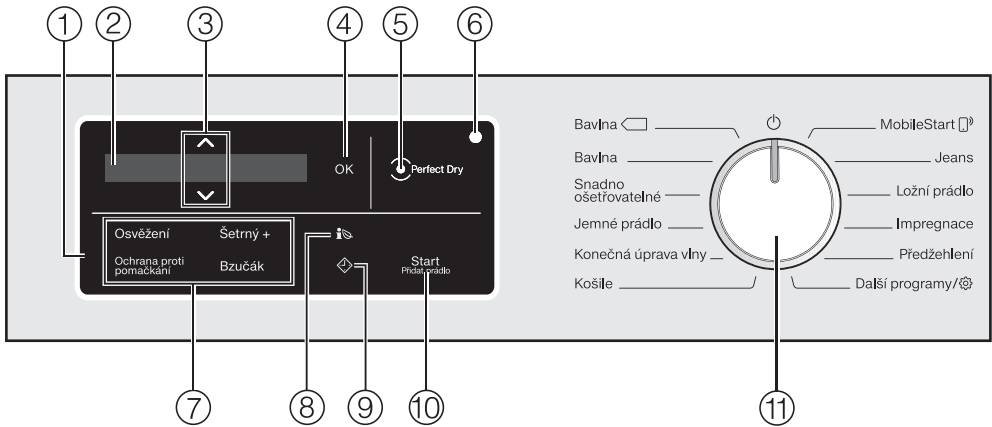 ① ② ③ ④ ⑤ ⑥
OK
Perfect Dry
Osvěžení Šetrný +
Ochrana proti
pomačkání
Bzučák
Start
Přidat prádlo
Bavlna
Bavlna
Snadno
ošetřovatelné
Jemné prádlo
Konečná úprava vlny
Košile
MobileStart
Jeans
Ložní prádlo
Impregnace
Předžehlení
Další programy/
⑦ ⑧ ⑨ ⑩ ⑪